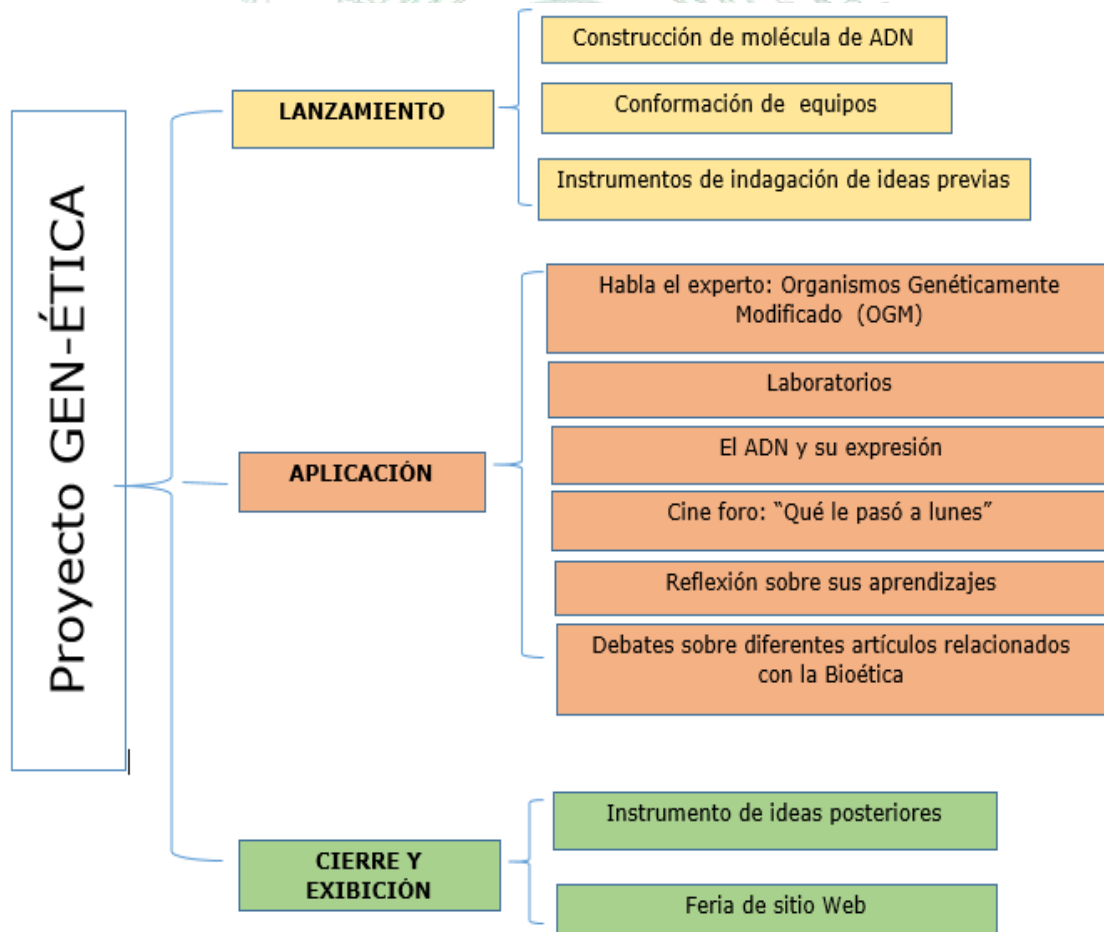 Proyecto GEN-ÉTICA
LANZAMIENTO
Construcción de molécula de ADN
Conformación de equipos
Instrumentos de indagación de ideas previas
APLICACIÓN
Habla el experto: Organismos Genéticamente
Modificado (OGM)
Laboratorios
El ADN y su expresión
Cine foro: “Qué le pasó a lunes”
Reflexión sobre sus aprendizajes
Debates sobre diferentes artículos relacionados
con la Bioética
CIERRE Y
EXIBICIÓN
Instrumento de ideas posteriores
Feria de sitio Web